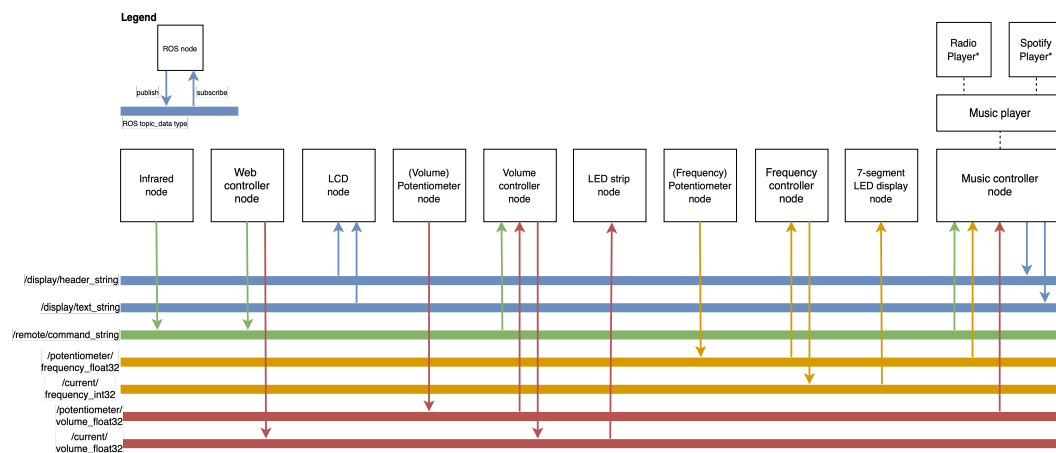 Legend
ROS node
publish
subscribe
ROS topic_data type
Radio
Player*
Spotify
Player*
Music player
Infrared
node
Web
controller
node
LCD
node
(Volume)
Potentiometer
node
Volume
controller
node
LED strip
node
(Frequency)
Potentiometer
node
Frequency
controller
node
7-segment
LED display
node
Music controller
node
/display/header_string
/display/text_string
/remote/command_string
/potentiometer/
frequency_float32
/current/
frequency_int32
/potentiometer/
volume_float32
/current/
volume_float32